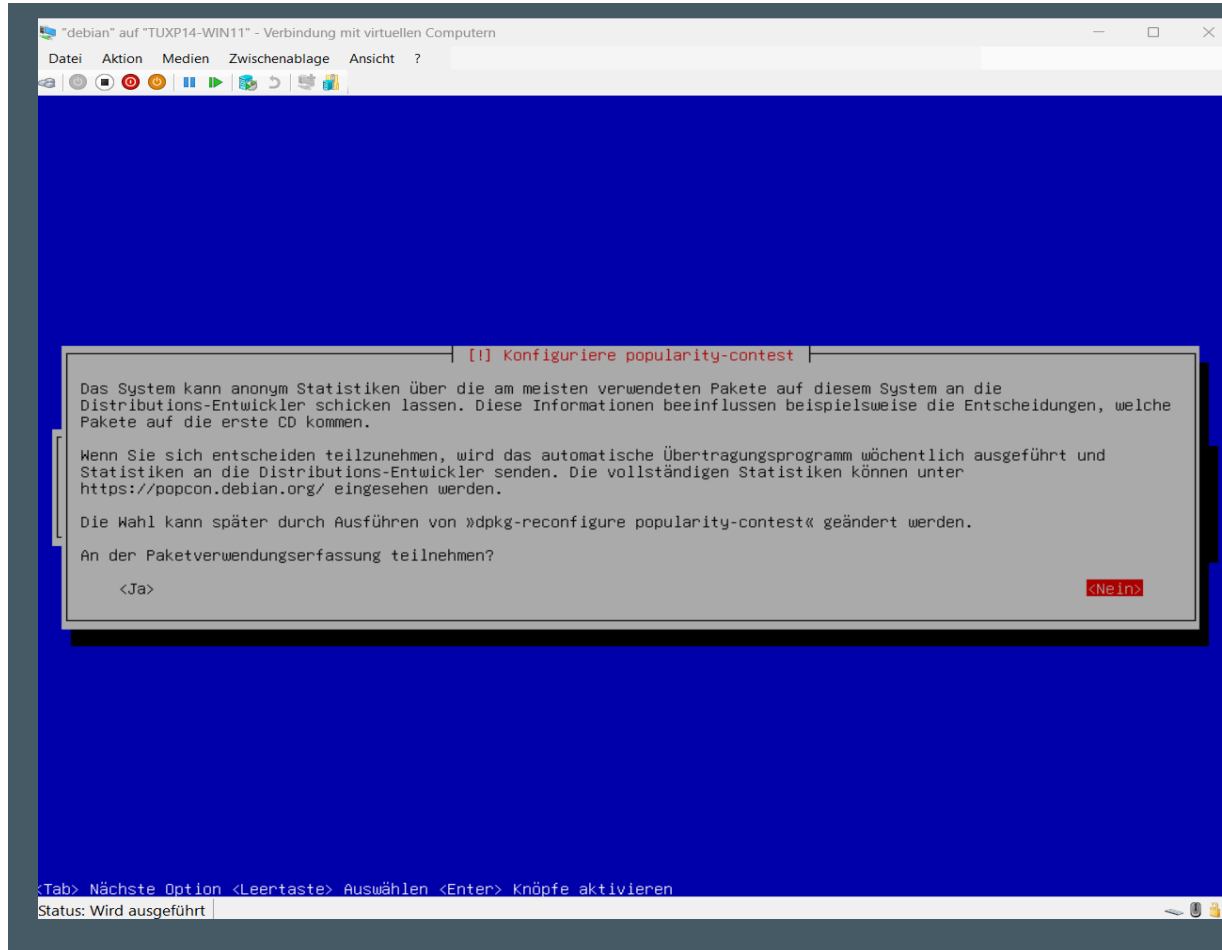 "debian" auf "TUXP14-WIN11" - Verbindung mit virtuellen Computern
Datei Aktion Medien Zwischenablage Ansicht ?
[!] Konfiguriere popularity-contest
Das System kann anonym Statistiken über die am meisten verwendeten Pakete auf diesem System an die
Distributions-Entwickler schicken lassen. Diese Informationen beeinflussen beispielsweise die Entscheidungen, welche
Pakete auf die erste CD kommen.
Wenn Sie sich entscheiden teilzunehmen, wird das automatische Übertragungsprogramm wöchentlich ausgeführt und
Statistiken an die Distributions-Entwickler senden. Die vollständigen Statistiken können unter
https://popcon.debian.org/ eingesehen werden.
Die Wahl kann später durch Ausführen von »dpkg-reconfigure popularity-contest« geändert werden.
An der Paketverwendungserfassung teilnehmen?
<Ja> <Nein>
<Tab> Nächste Option <Leertaste> Auswählen <Enter> Knöpfe aktivieren
Status: Wird ausgeführt